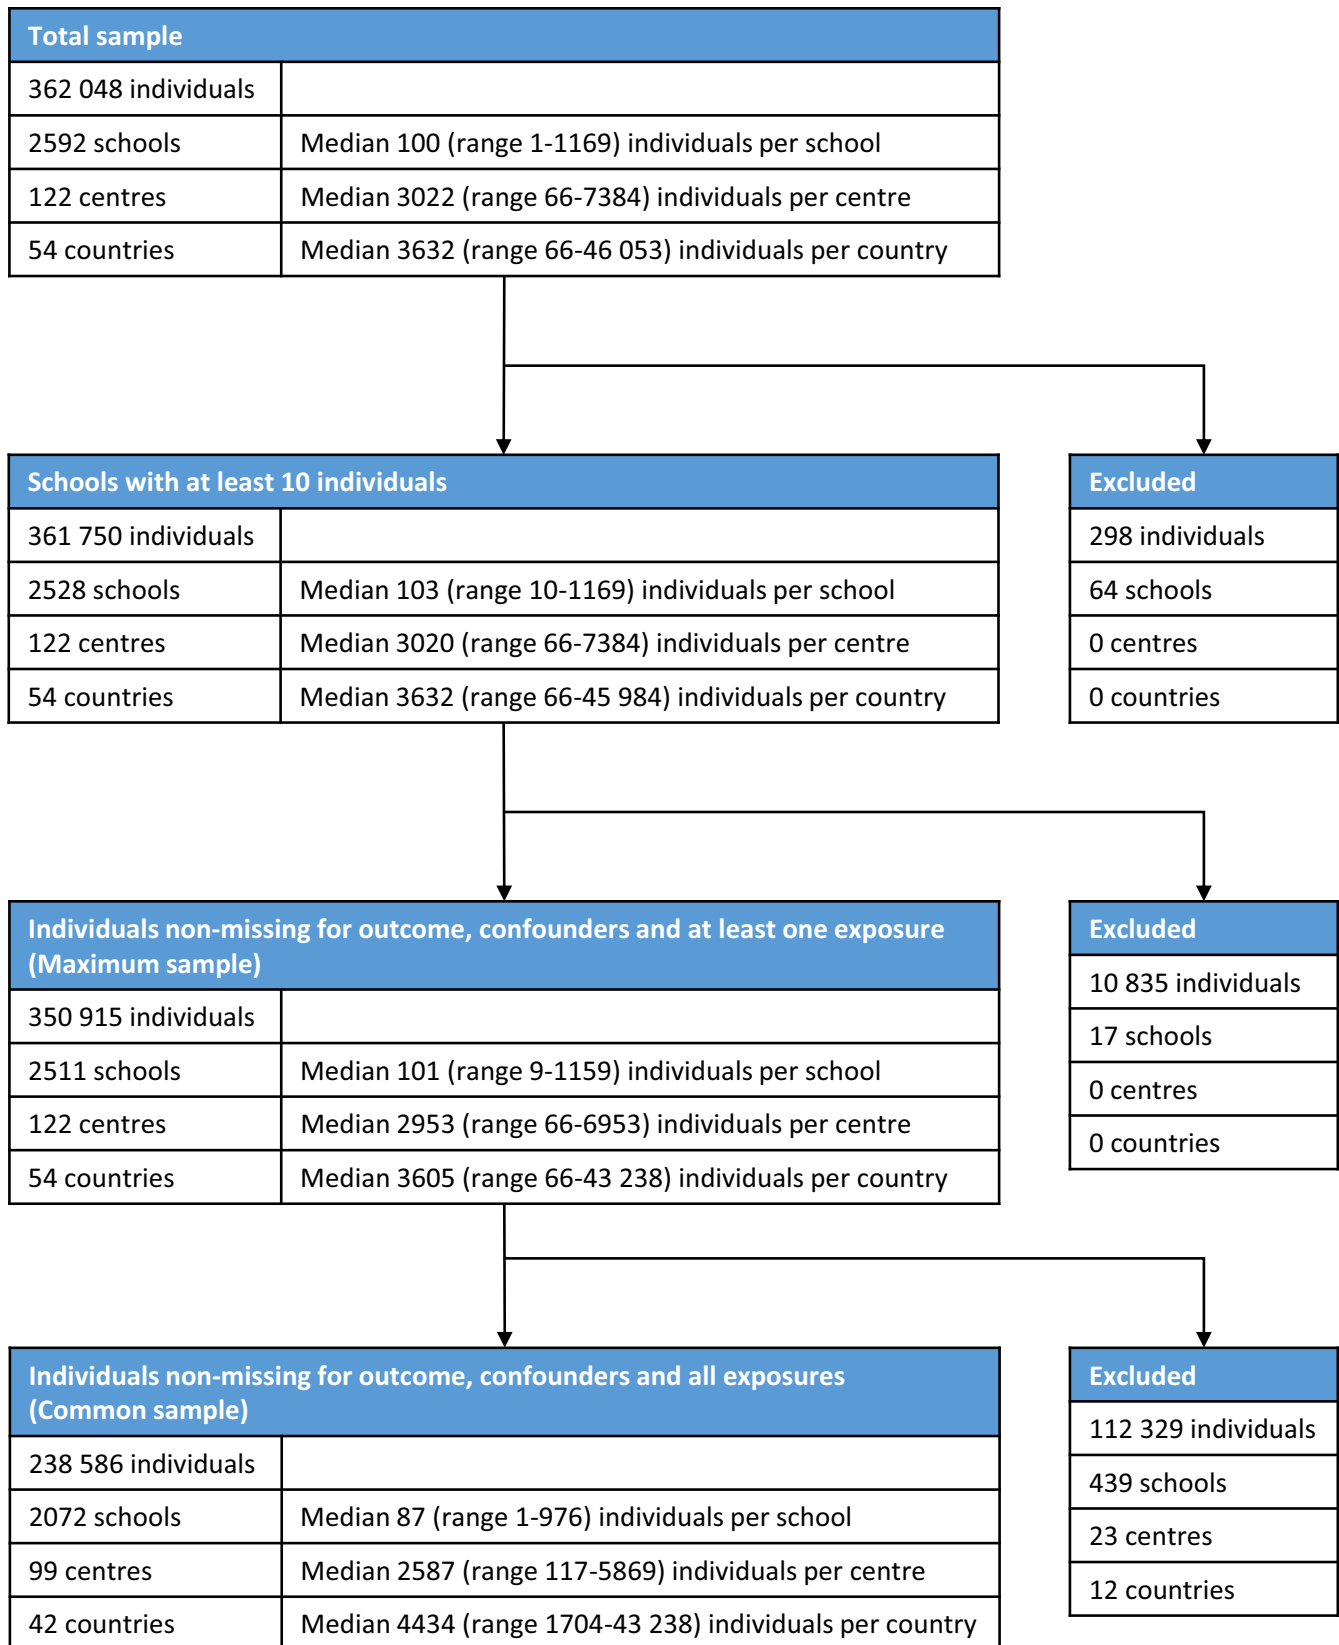 Total sample
362 048 individuals
2592 schools
Median 100 (range 1-1169) individuals per school
122 centres
Median 3022 (range 66-7384) individuals per centre
54 countries
Median 3632 (range 66-46 053) individuals per country
Schools with at least 10 individuals
361 750 individuals
2528 schools
Median 103 (range 10-1169) individuals per school
122 centres
Median 3020 (range 66-7384) individuals per centre
54 countries
Median 3632 (range 66-45 984) individuals per country
Excluded
298 individuals
64 schools
0 centres
0 countries
Individuals non-missing for outcome, confounders and at least one exposure
(Maximum sample)
350 915 individuals
2511 schools
Median 101 (range 9-1159) individuals per school
122 centres
Median 2953 (range 66-6953) individuals per centre
54 countries
Median 3605 (range 66-43 238) individuals per country
Excluded
10 835 individuals
17 schools
0 centres
0 countries
Individuals non-missing for outcome, confounders and all exposures
(Common sample)
238 586 individuals
2072 schools
Median 87 (range 1-976) individuals per school
99 centres
Median 2587 (range 117-5869) individuals per centre
42 countries
Median 4434 (range 1704-43 238) individuals per country
Excluded
112 329 individuals
439 schools
23 centres
12 countries